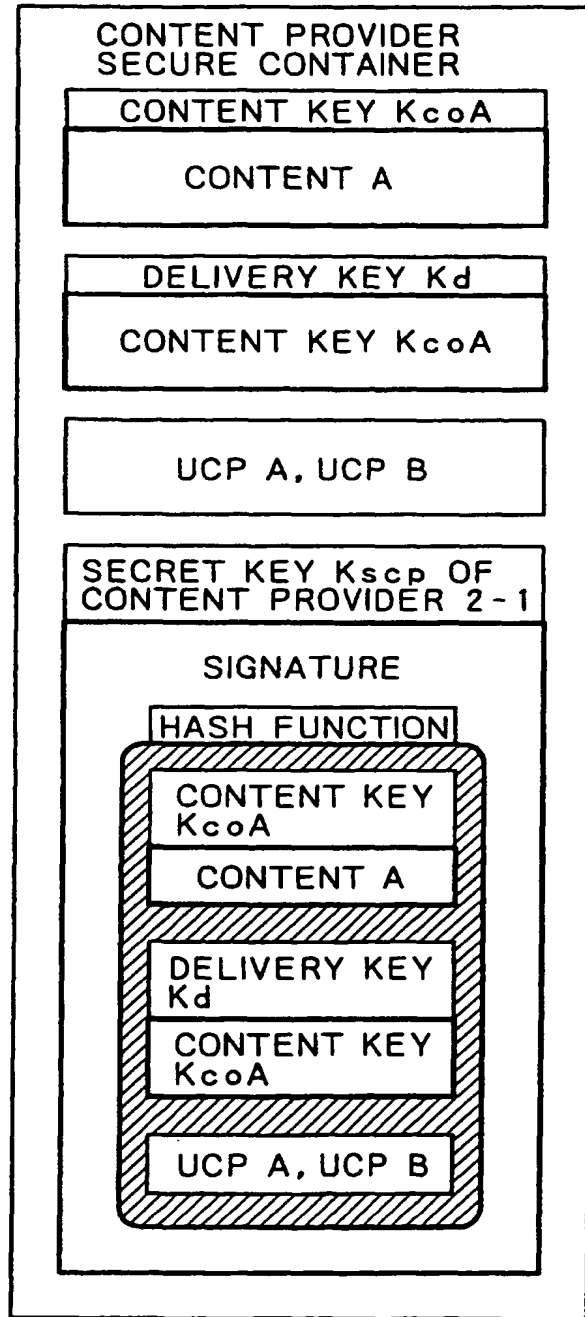 CONTENT PROVIDER
SECURE CONTAINER
CONTENT KEY KcoA
CONTENT A
DELIVERY KEY Kd
CONTENT KEY KcoA
UCP A, UCP B
SECRET KEY Kscp OF
CONTENT PROVIDER 2-1
SIGNATURE
HASH FUNCTION
CONTENT KEY
KcoA
CONTENT A
DELIVERY KEY
Kd
CONTENT KEY
KcoA
UCP A, UCP B